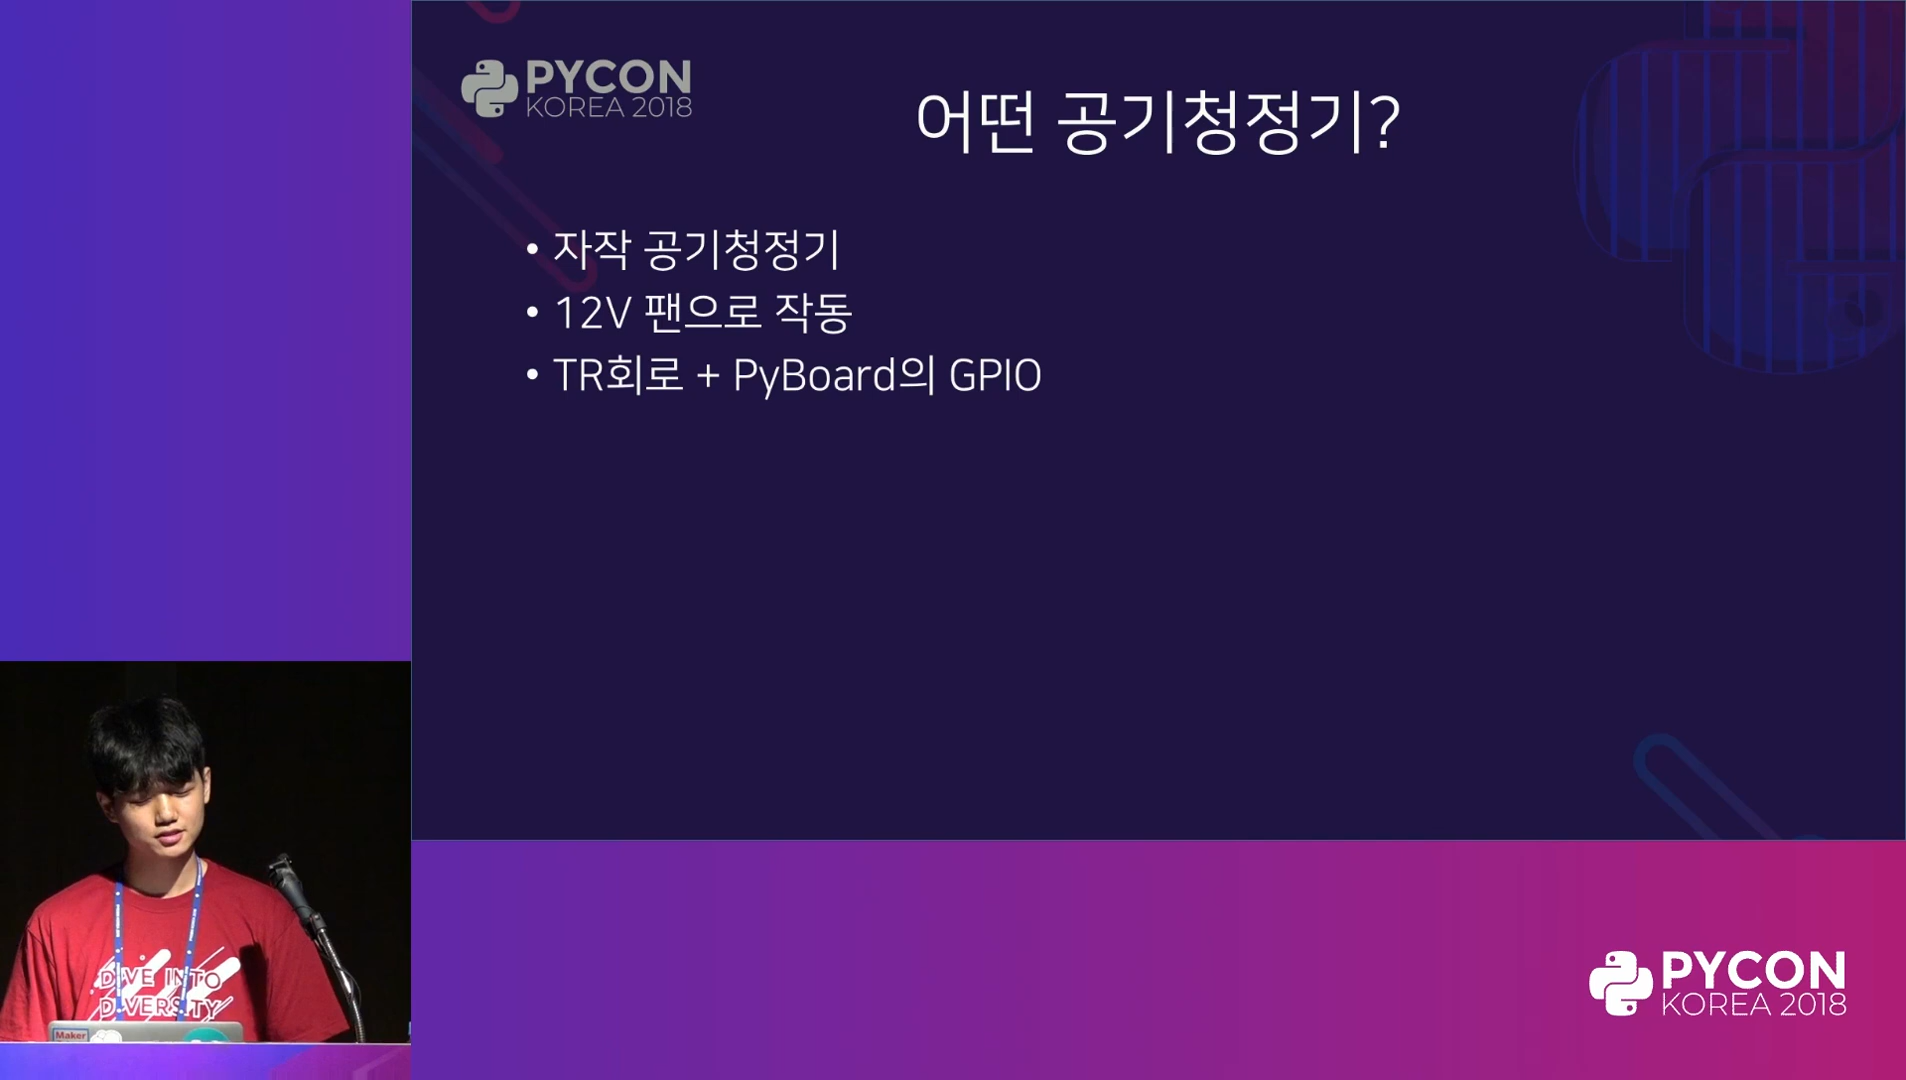 PYCON
KOREA 2018
어떤 공기청정기?
• 자작 공기청정기
• 12V 팬으로 작동
• TR회로 + PyBoard의 GPIO
DIVE INTO
DIVERSITY
Maker
PYCON
KOREA 2018